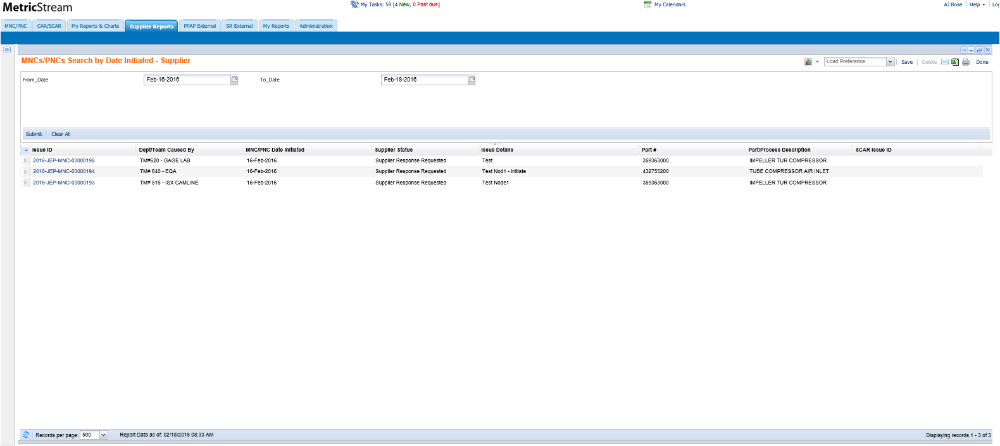 MetricStream
My Tasks: 59 [4 New, 0 Past due]
My Calendars
AJ Rose Help
MNC/PNC CAR/SCAR My Reports & Charts Supplier Reports PPAP External SR External My Reports Administration
MNCs/PNCs Search by Date Initiated - Supplier
Load Preference Save Delete Done
From_Date Feb-16-2016 To_Date Feb-18-2016
Submit Clear All
Issue ID Dept/Team Caused By MNC/PNC Date Initiated Supplier Status Issue Details Part # Part/Process Description SCAR Issue ID
2016-JEP-MNC-00000195 TM#620 - GAGE LAB 16-Feb-2016 Supplier Response Requested Test 359363000 IMPELLER TUR COMPRESSOR
2016-JEP-MNC-00000194 TM# 640 - EQA 16-Feb-2016 Supplier Response Requested Test Nod1 - Initiate 432755200 TUBE COMPRESSOR AIR INLET
2016-JEP-MNC-00000193 TM# 516 - ISX CAMLINE 16-Feb-2016 Supplier Response Requested Test Node1 359363000 IMPELLER TUR COMPRESSOR
Records per page: 500 Report Data as of: 02/18/2016 08:33 AM Displaying records 1 - 3 of 3